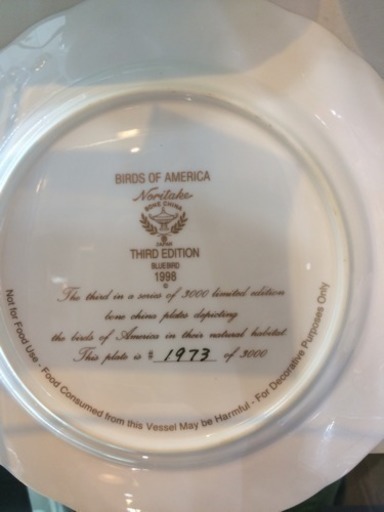 BIRDS OF AMERICA
Noritake
BONE CHINA
JAPAN
THIRD EDITION
BLUEBIRD
1998
©
The third in a series of 3000 limited edition
bone china plates depicting
the birds of America in their natural habitat.
This plate is # 1973 of 3000
Not for Food Use - Food Consumed from this Vessel May be Harmful - For Decorative Purposes Only